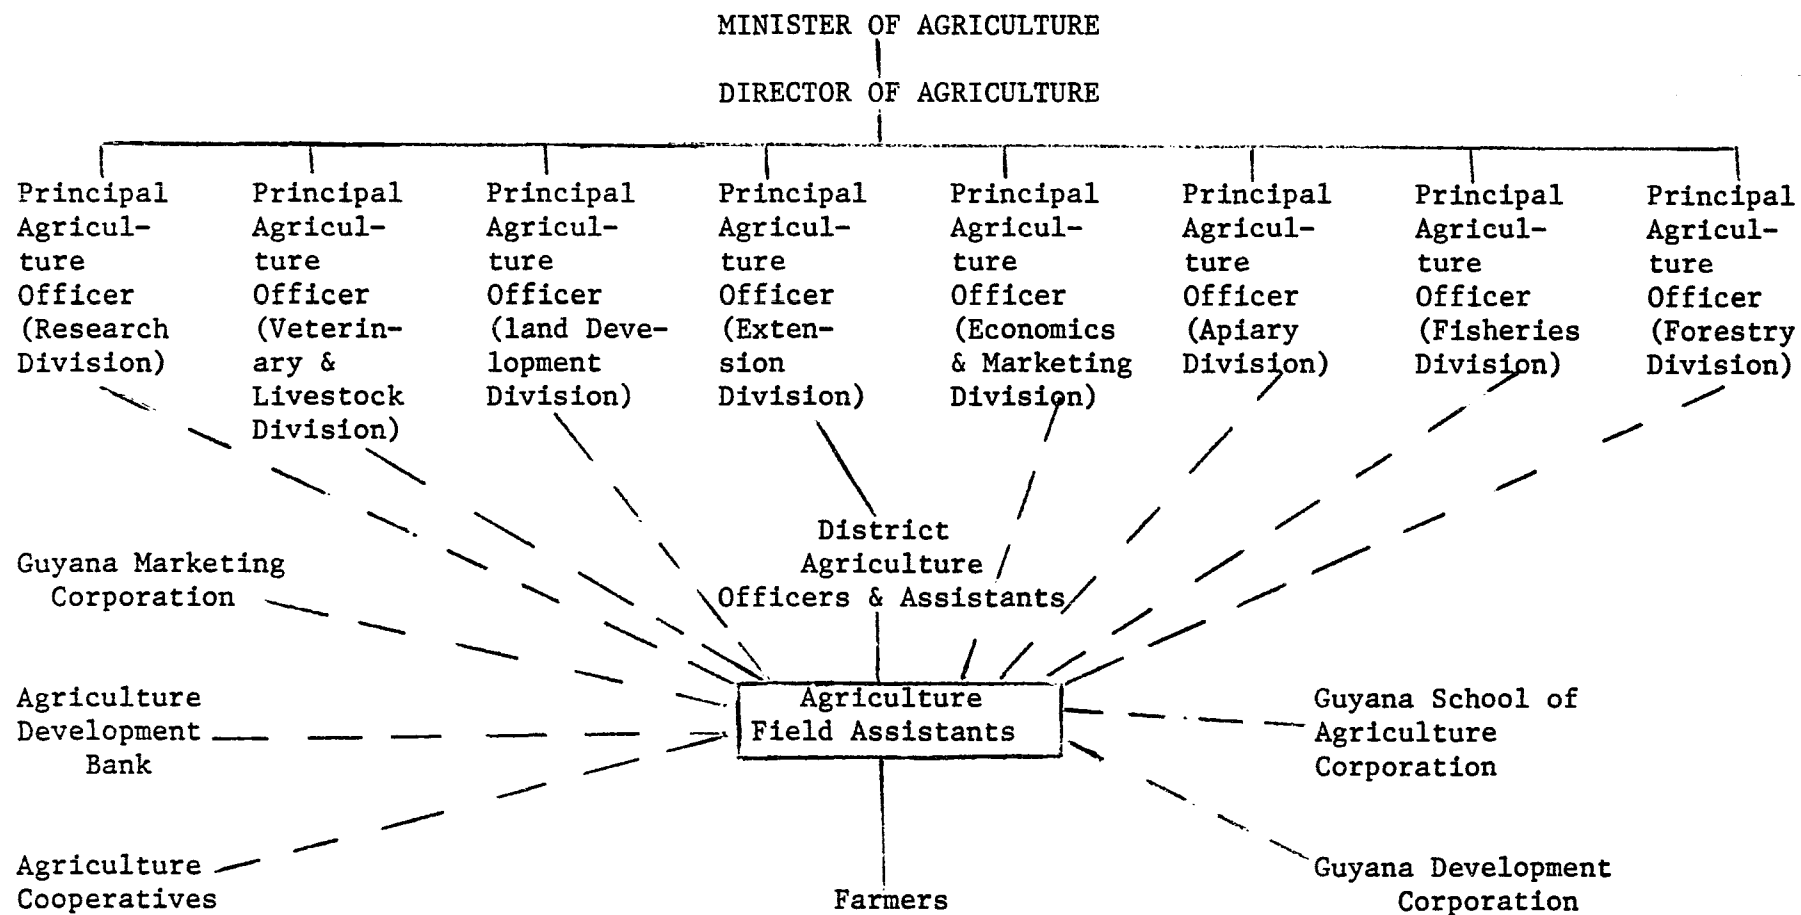 MINISTER OF AGRICULTURE
DIRECTOR OF AGRICULTURE
Principal
Agricul-
ture
Officer
(Research
Division)
Principal
Agricul-
ture
Officer
(Veterin-
ary &
Livestock
Division)
Principal
Agricul-
ture
Officer
(land Deve-
lopment
Division)
Principal
Agricul-
ture
Officer
(Exten-
sion
Division)
Principal
Agricul-
ture
Officer
(Economics
& Marketing
Division)
Principal
Agricul-
ture
Officer
(Apiary
Division)
Principal
Agricul-
ture
Officer
(Fisheries
Division)
Principal
Agricul-
ture
Officer
(Forestry
Division)
District
Agriculture
Officers & Assistants
Guyana Marketing
Corporation
Agriculture
Development
Bank
Agriculture
Field Assistants
Guyana School of
Agriculture
Corporation
Agriculture
Cooperatives
Farmers
Guyana Development
Corporation